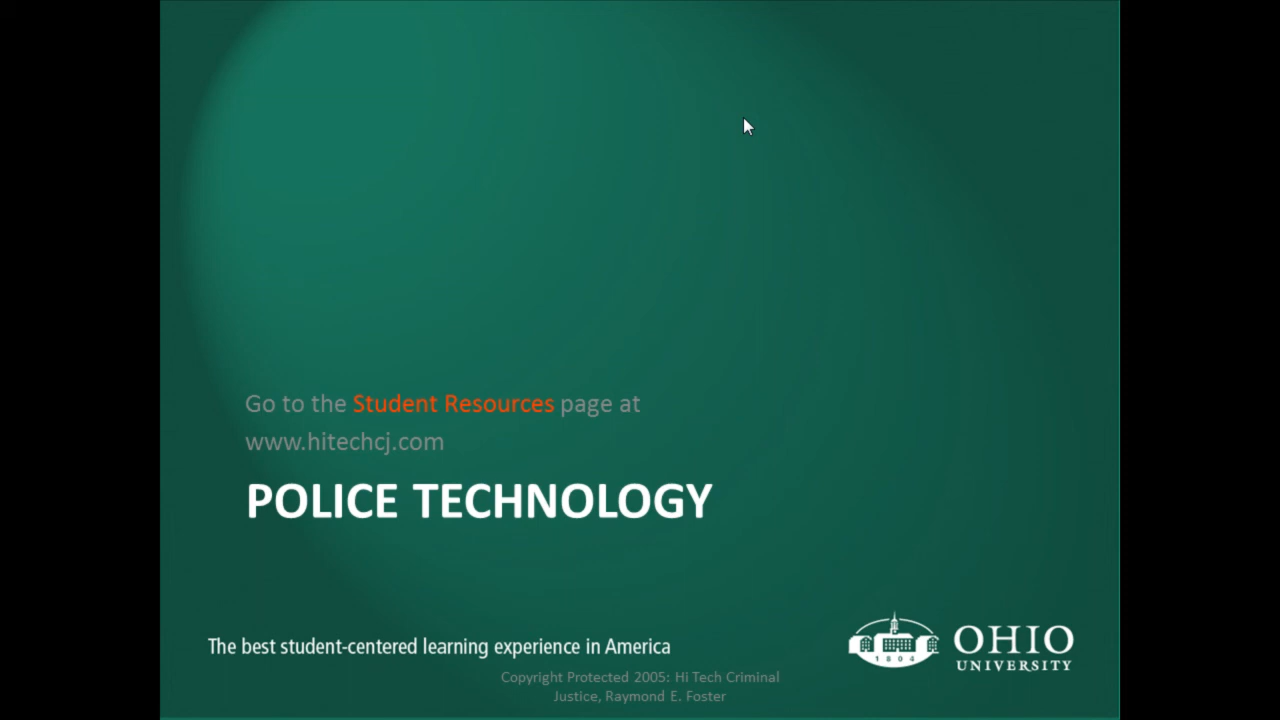 Go to the Student Resources page at
www.hitechcj.com
POLICE TECHNOLOGY
The best student-centered learning experience in America
1804
OHIO
UNIVERSITY
Copyright Protected 2005: Hi Tech Criminal
Justice, Raymond E. Foster